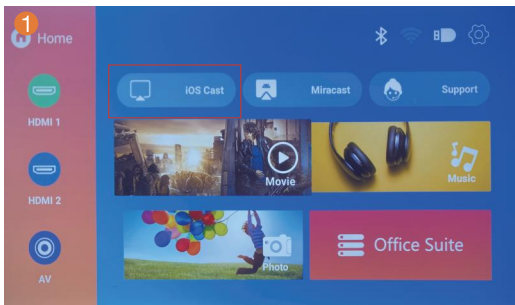 1
Home
iOS Cast
Miracast
Support
HDMI 1
Movie
Music
HDMI 2
Photo
Office Suite
AV